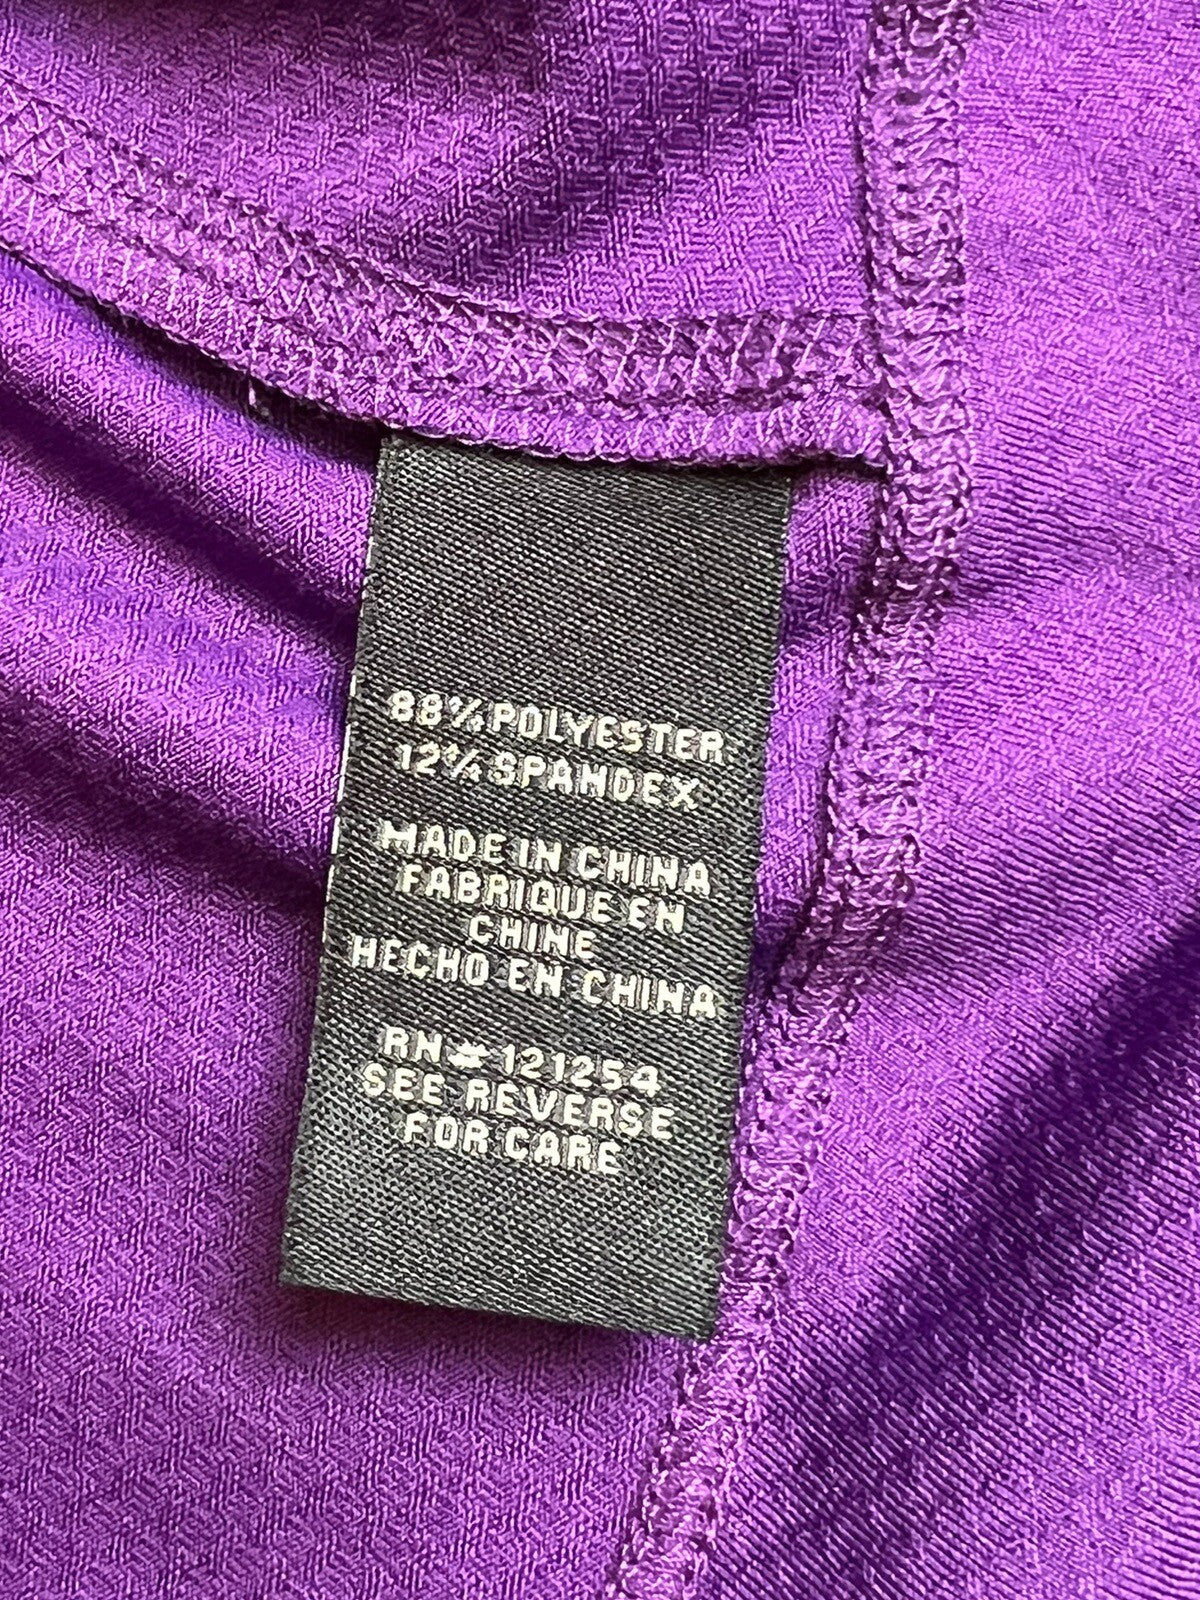 88% POLYESTER
12% SPANDEX
MADE IN CHINA
FABRIQUE EN
CHINE
HECHO EN CHINA
RN# 121254
SEE REVERSE
FOR CARE